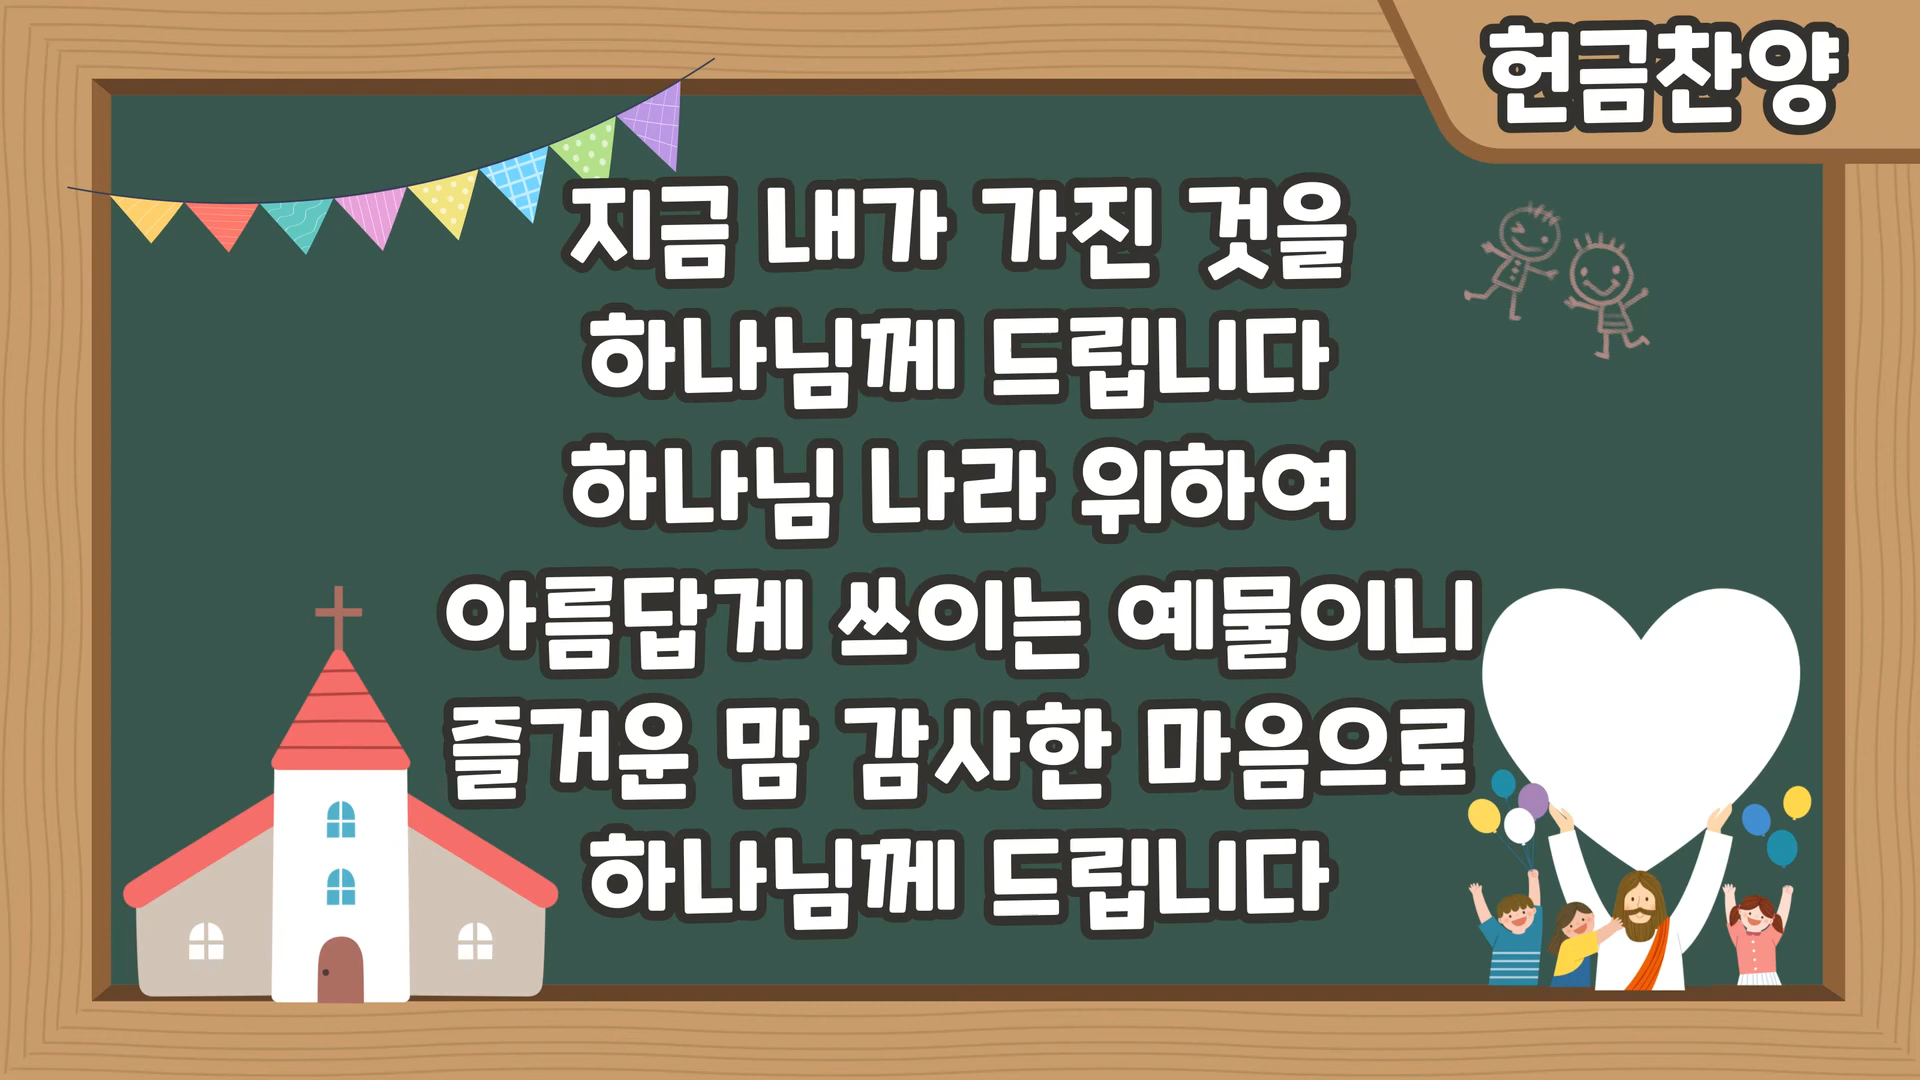 헌금찬양
지금 내가 가진 것을
하나님께 드립니다
하나님 나라 위하여
아름답게 쓰이는 예물이니
즐거운 맘 감사한 마음으로
하나님께 드립니다